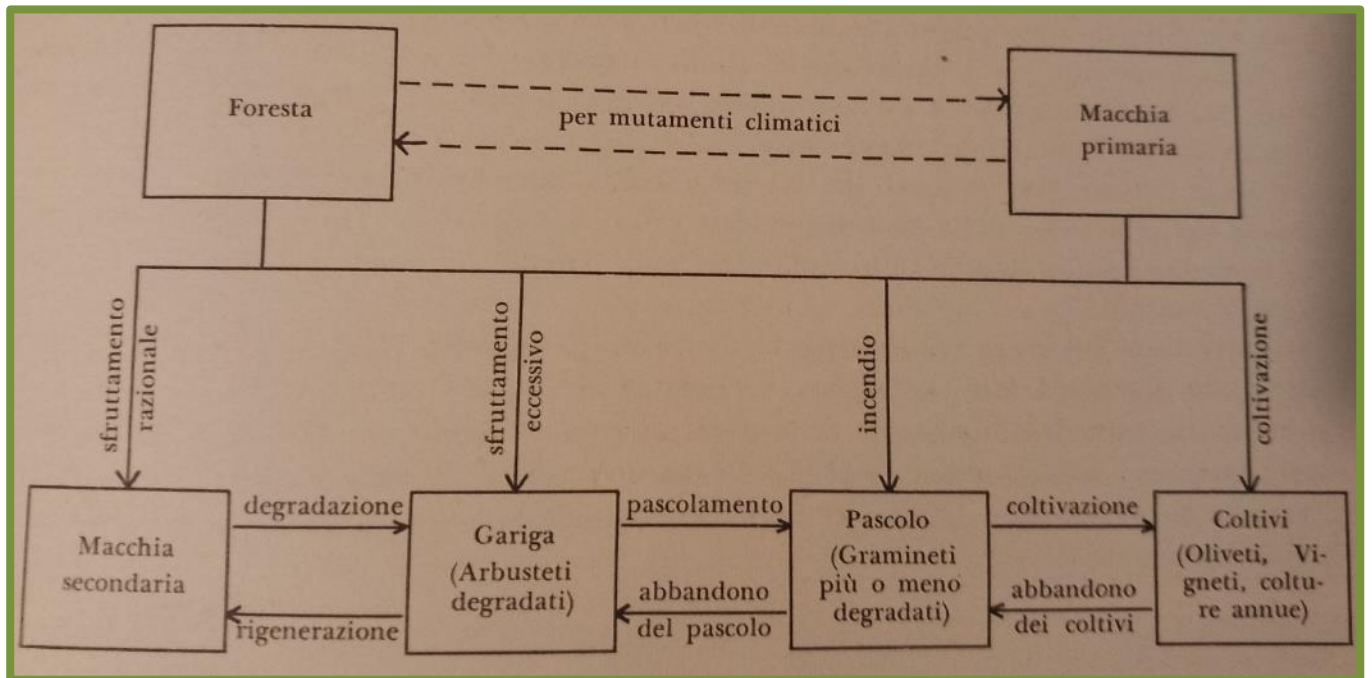 Foresta
per mutamenti climatici
Macchia
primaria
sfruttamento
razionale
sfruttamento
eccessivo
incendio
coltivazione
Macchia
secondaria
degradazione
rigenerazione
Gariga
(Arbusteti
degradati)
pascolamento
abbandono
del pascolo
Pascolo
(Gramineti
più o meno
degradati)
coltivazione
abbandono
dei coltivi
Coltivi
(Oliveti, Vi-
gneti, coltu-
re annue)